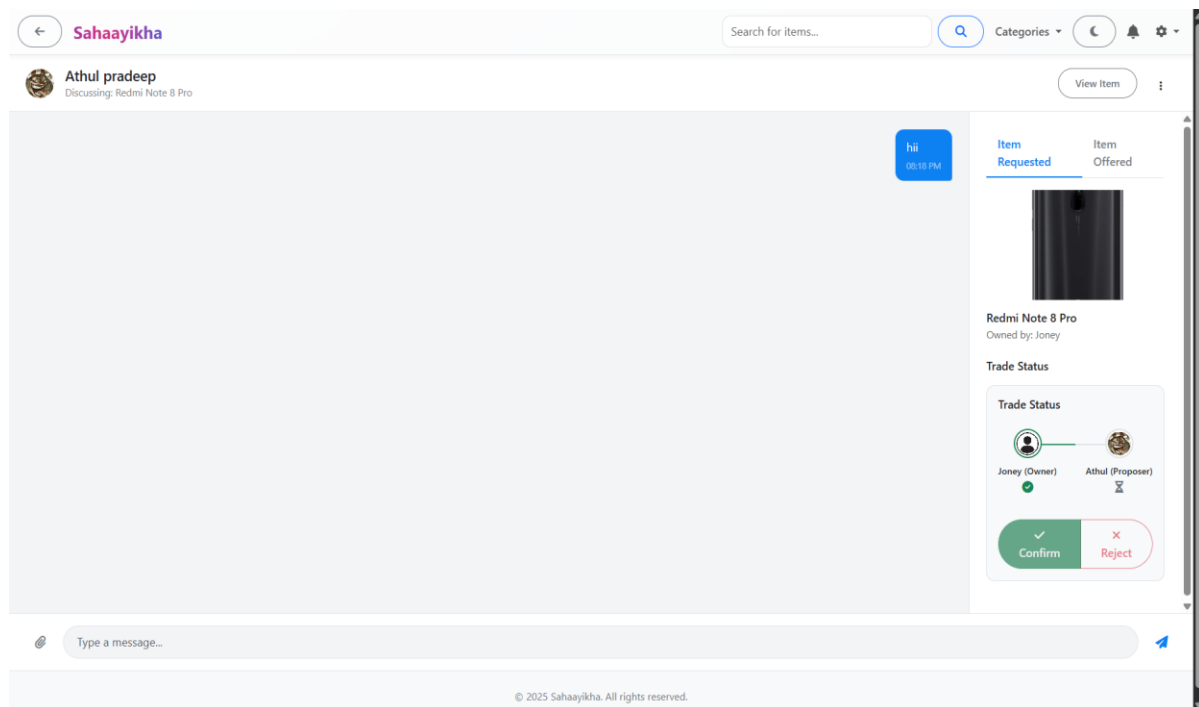 Sahaayikha
Search for items...
Categories
Athul pradeep
Discussing: Redmi Note 8 Pro
View Item
hii
08:18 PM
Item
Requested
Item
Offered
Redmi Note 8 Pro
Owned by: Joney
Trade Status
Trade Status
Joney (Owner)
Athul (Proposer)
Confirm
Reject
Type a message...
© 2025 Sahaayikha. All rights reserved.